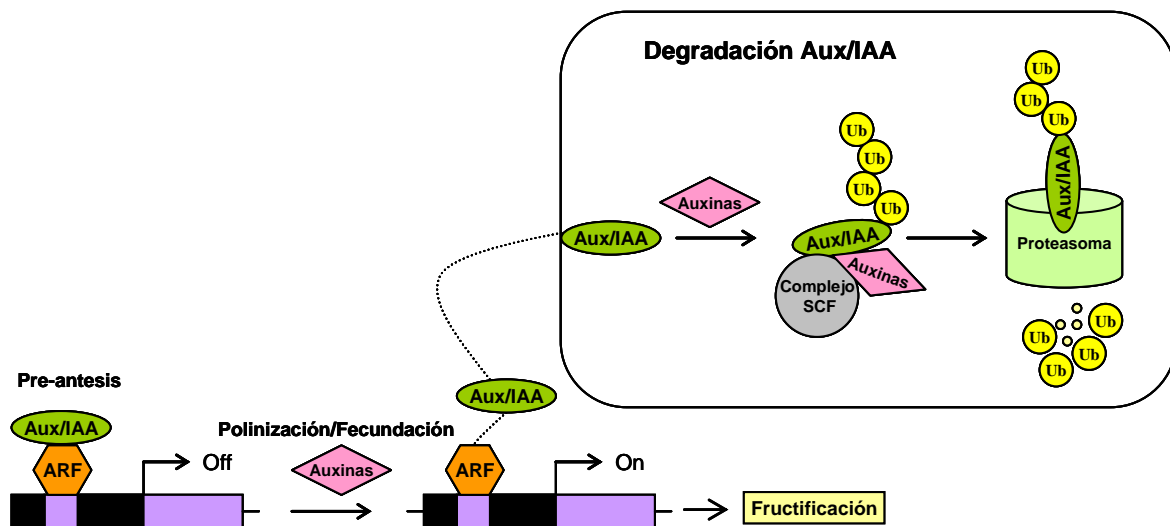 Degradación Aux/IAA
Ub
Ub
Ub
Ub
Ub
Ub
Ub
Auxinas
Aux/IAA
Aux/IAA
Auxinas
Complejo
SCF
Aux/IAA
Proteasoma
Ub
Ub
Ub
Ub
Pre-antesis
Aux/IAA
ARF
Off
Polinización/Fecundación
Auxinas
Aux/IAA
ARF
On
Fructificación